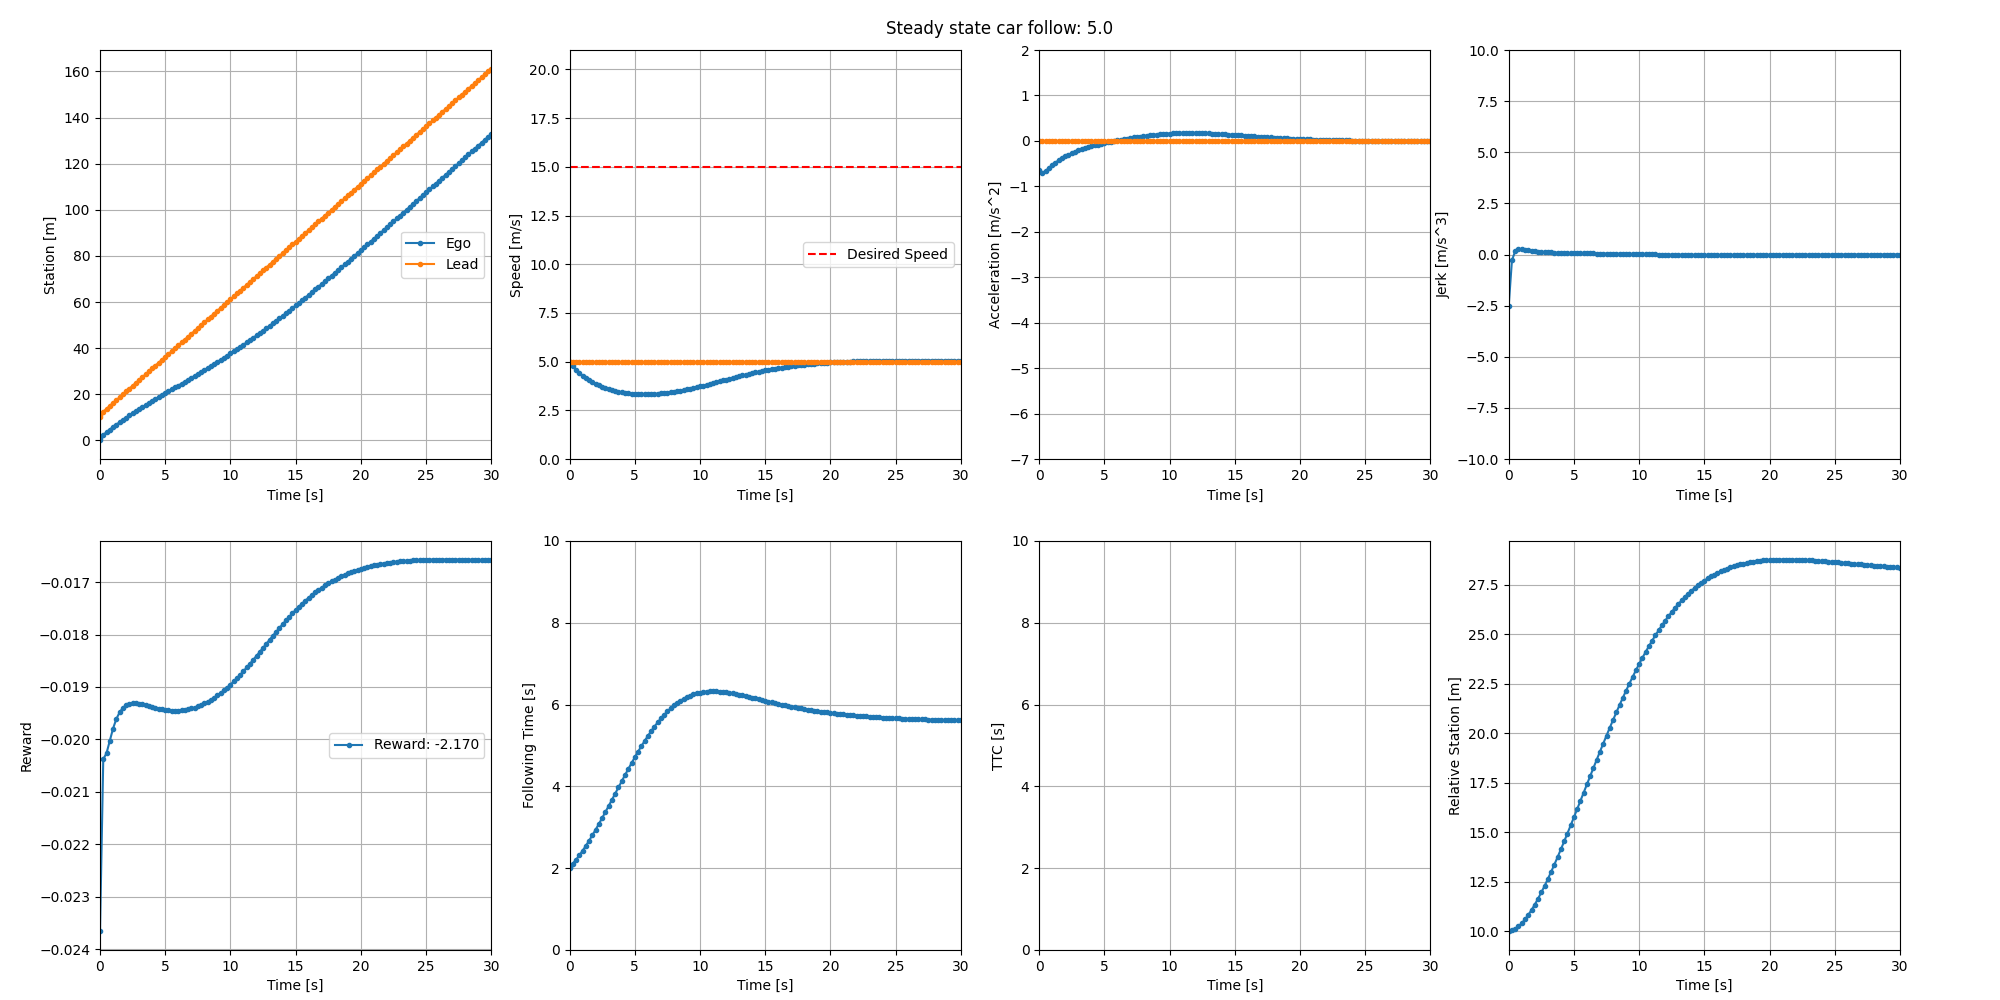 Steady state car follow: 5.0
160
140
120
100
80
60
40
20
0
Station [m]
Ego
Lead
0 5 10 15 20 25 30
Time [s]
20.0
17.5
15.0
12.5
10.0
7.5
5.0
2.5
0.0
Speed [m/s]
Desired Speed
0 5 10 15 20 25 30
Time [s]
2
1
0
−1
−2
−3
−4
−5
−6
−7
Acceleration [m/s^2]
0 5 10 15 20 25 30
Time [s]
10.0
7.5
5.0
2.5
0.0
−2.5
−5.0
−7.5
−10.0
Jerk [m/s^3]
0 5 10 15 20 25 30
Time [s]
−0.017
−0.018
−0.019
−0.020
−0.021
−0.022
−0.023
−0.024
Reward
Reward: -2.170
0 5 10 15 20 25 30
Time [s]
10
8
6
4
2
0
Following Time [s]
0 5 10 15 20 25 30
Time [s]
10
8
6
4
2
0
TTC [s]
0 5 10 15 20 25 30
Time [s]
27.5
25.0
22.5
20.0
17.5
15.0
12.5
10.0
Relative Station [m]
0 5 10 15 20 25 30
Time [s]